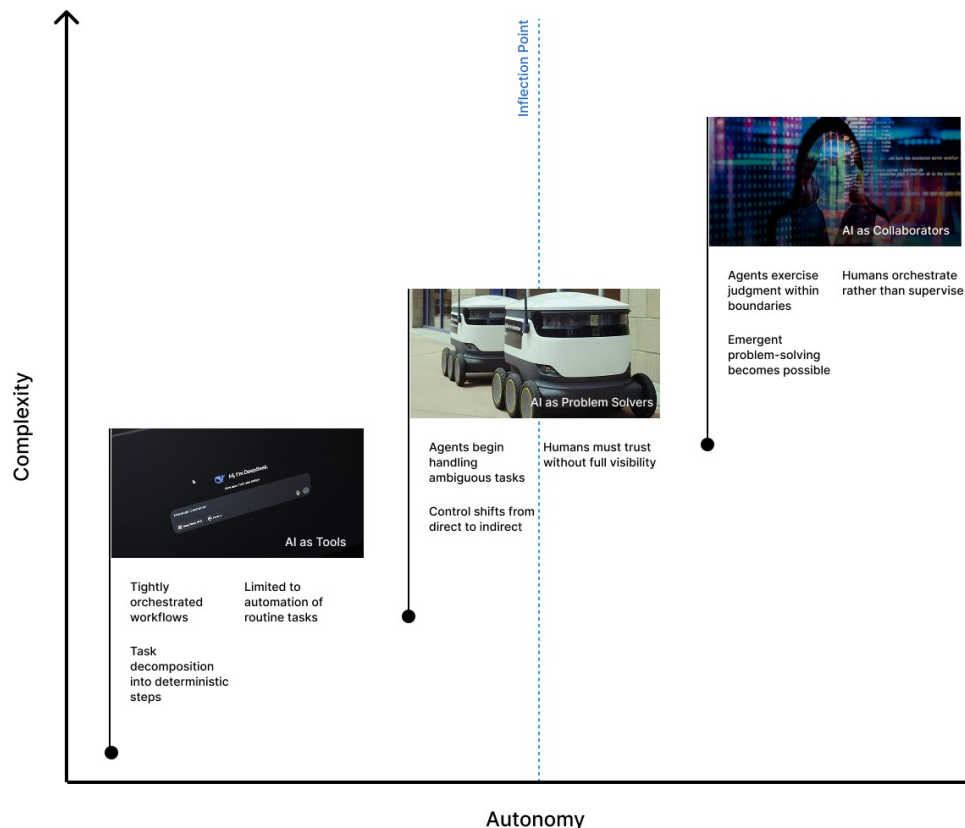 Inflection Point
AI as Collaborators
Agents exercise
judgment within
boundaries
Humans orchestrate
rather than supervise
Emergent
problem-solving
becomes possible
AI as Problem Solvers
Agents begin
handling
ambiguous tasks
Humans must trust
without full visibility
Control shifts from
direct to indirect
Hi, I'm DeepSeek.
AI as Tools
Tightly
orchestrated
workflows
Limited to
automation of
routine tasks
Task
decomposition
into deterministic
steps
Complexity
Autonomy